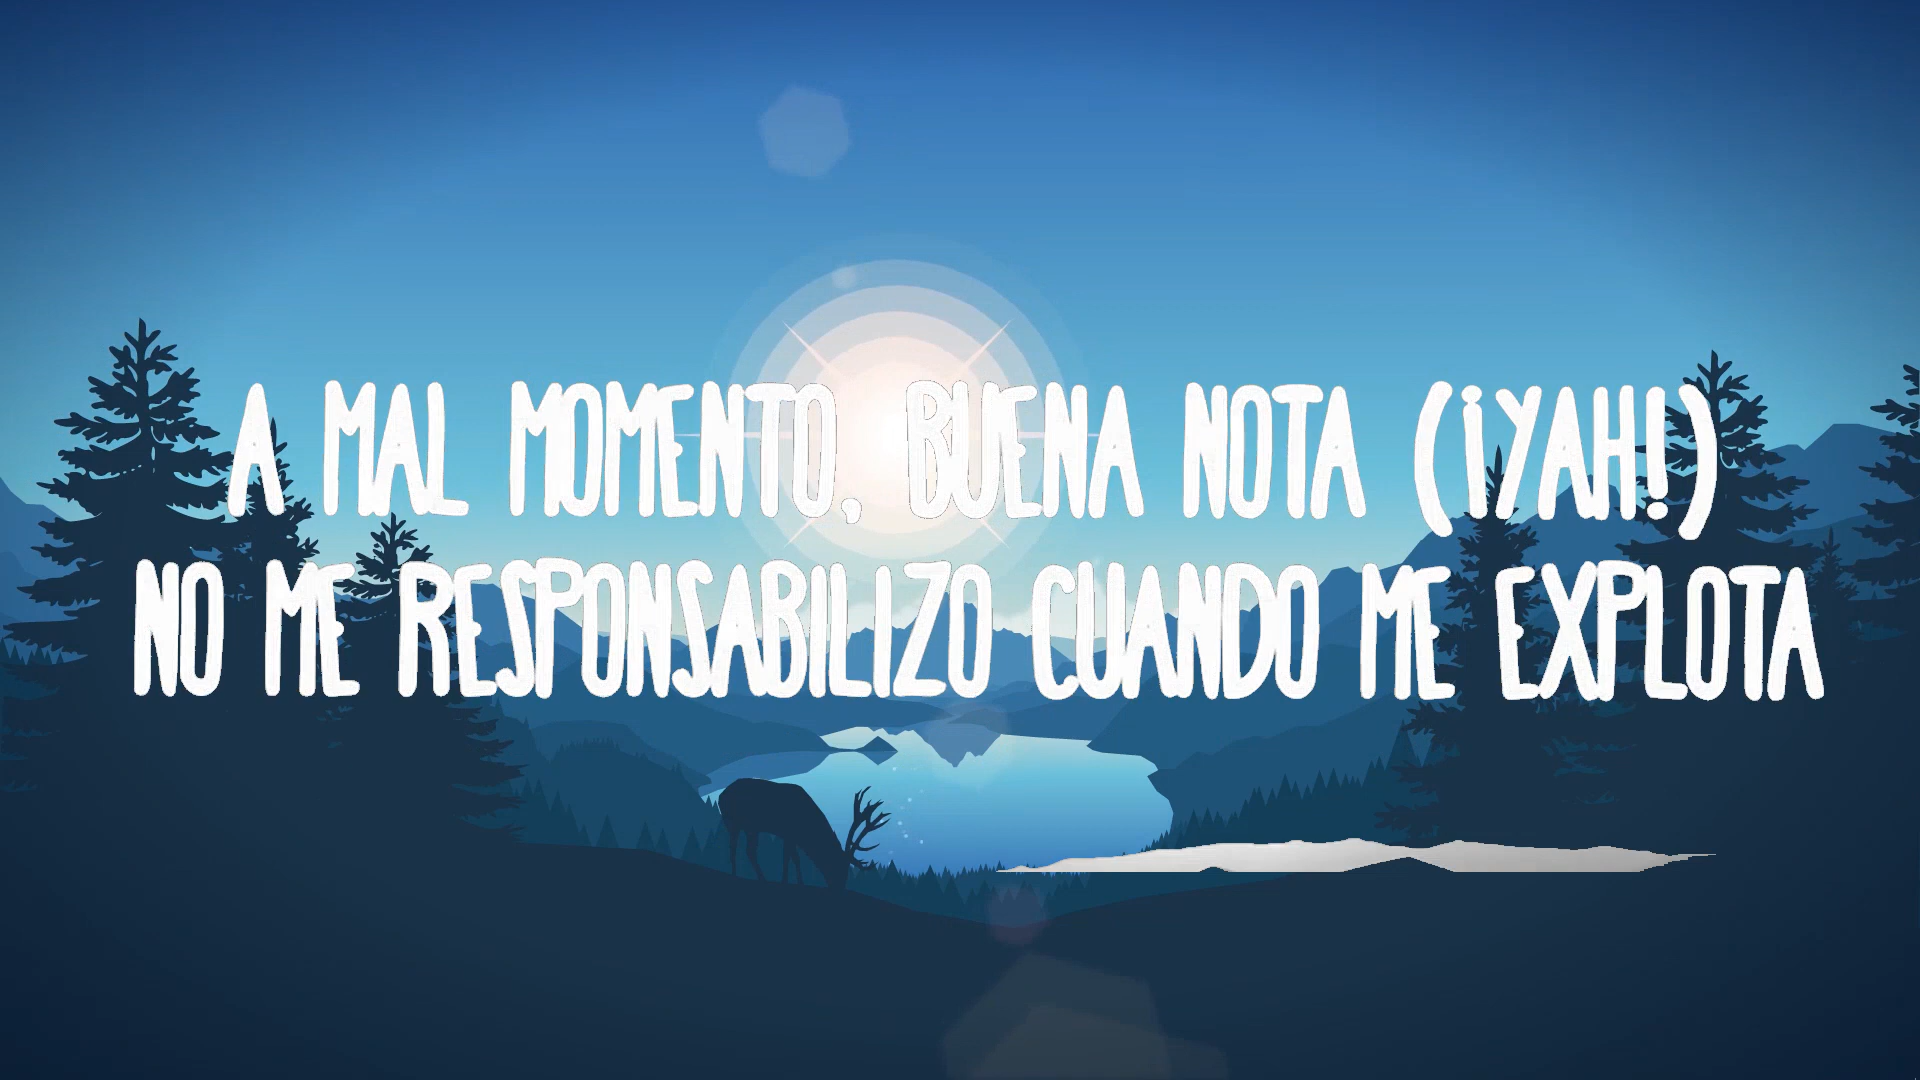 A MAL MOMENTO, BUENA NOTA (¡YAH!)
NO ME RESPONSABILIZO CUANDO ME EXPLOTA